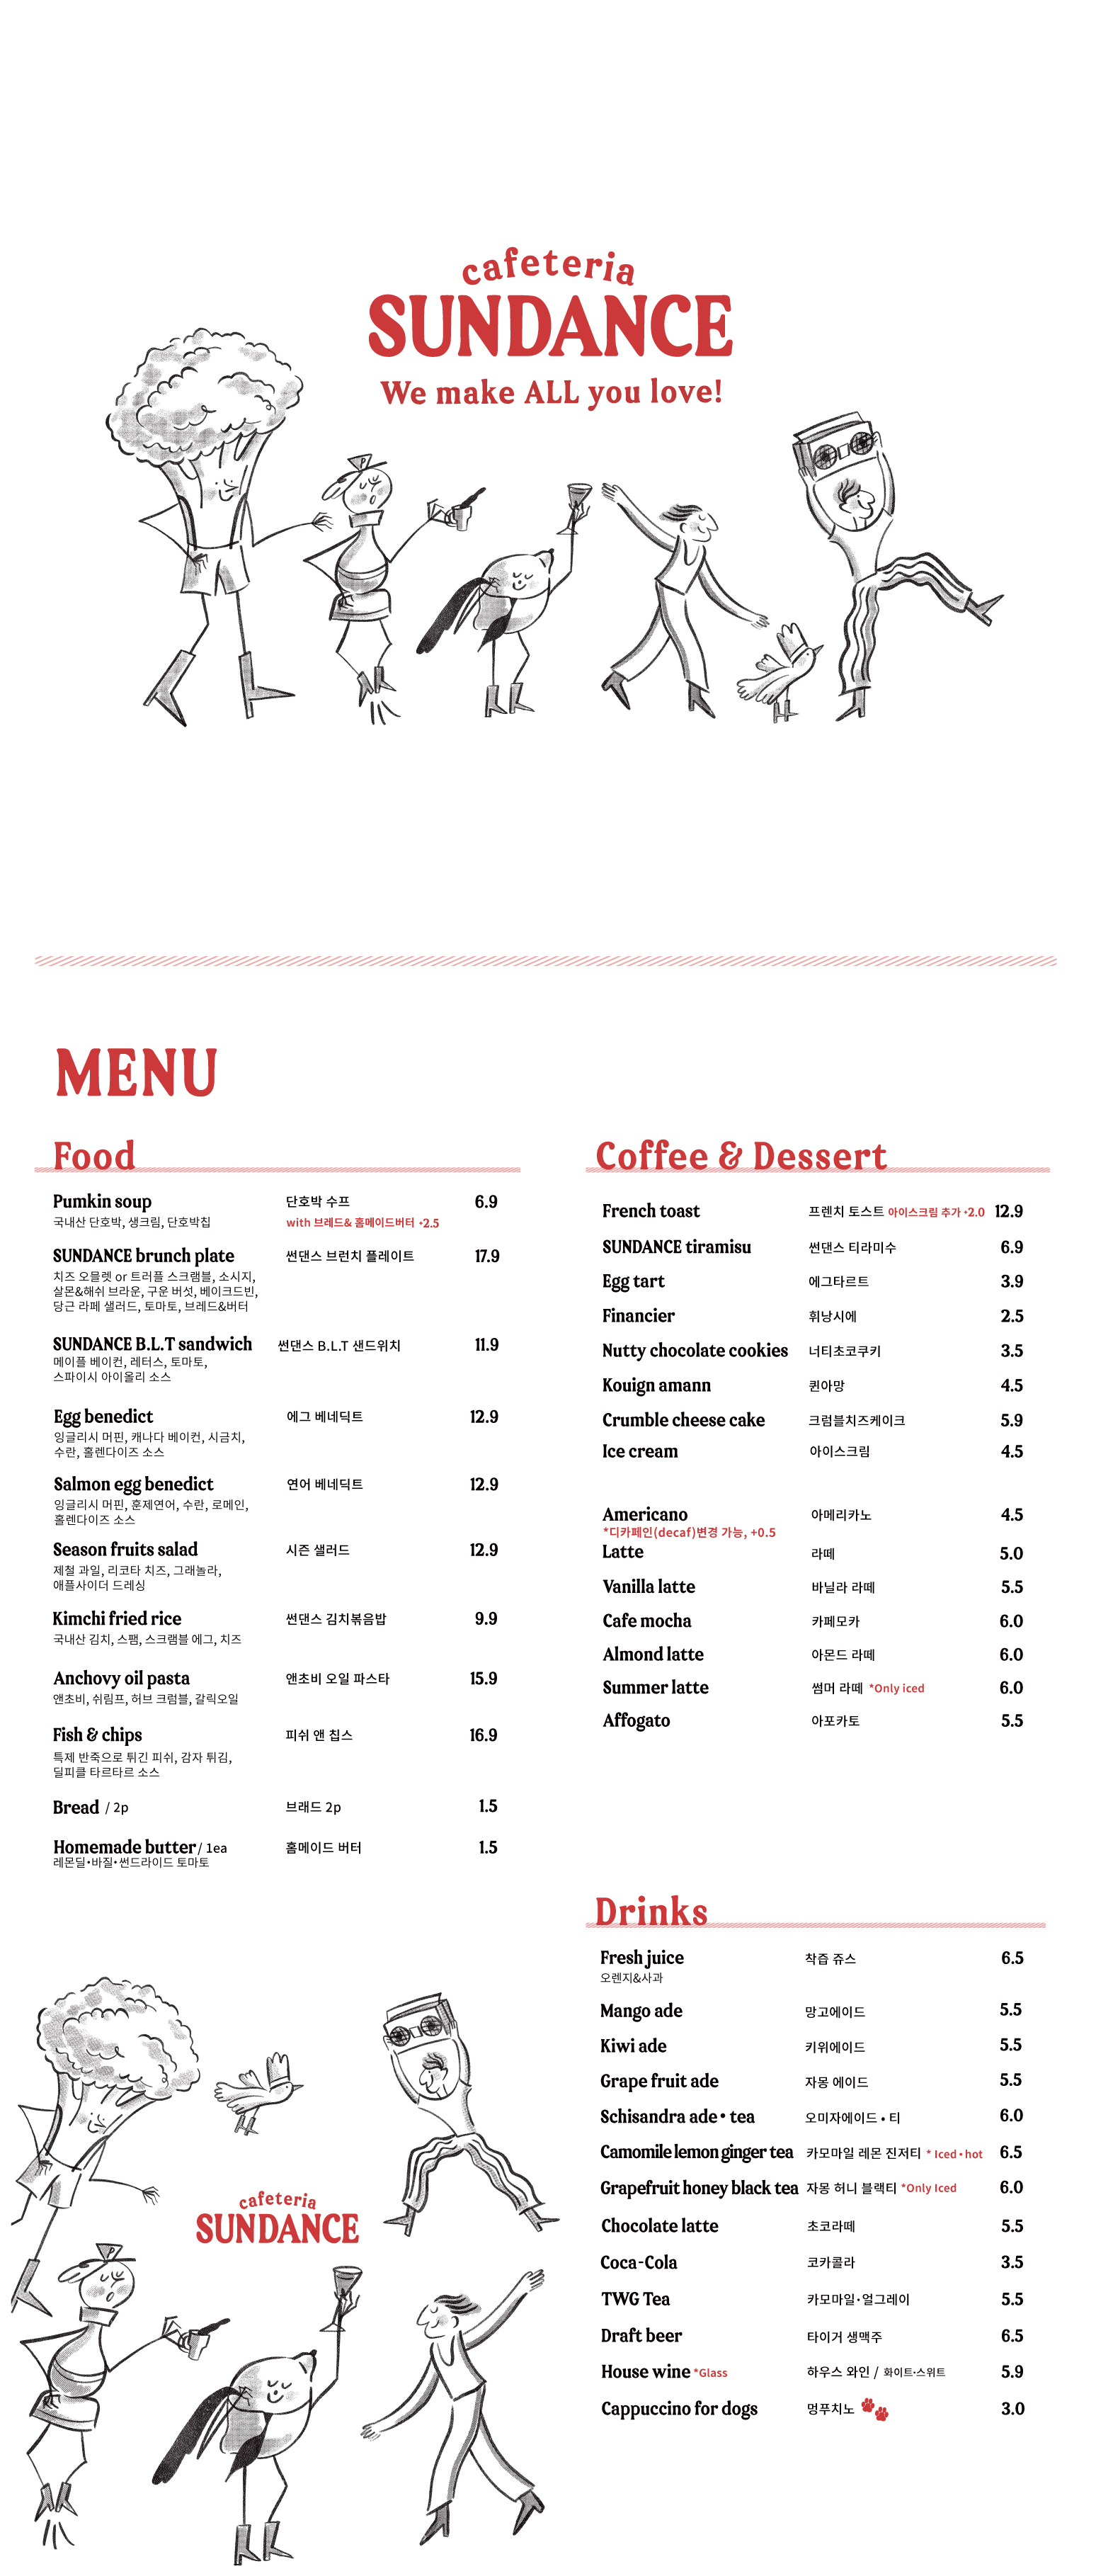 cafeteria
SUNDANCE
We make ALL you love!
MENU
Food
Pumkin soup 단호박 수프 6.9
국내산 단호박, 생크림, 단호박칩 with 브레드& 홈메이드버터 +2.5
SUNDANCE brunch plate 썬댄스 브런치 플레이트 17.9
치즈 오믈렛 or 트러플 스크램블, 소시지,
살몬&해쉬 브라운, 구운 버섯, 베이크드빈,
당근 라페 샐러드, 토마토, 브레드&버터
SUNDANCE B.L.T sandwich 썬댄스 B.L.T 샌드위치 11.9
메이플 베이컨, 레터스, 토마토,
스파이시 아이올리 소스
Egg benedict 에그 베네딕트 12.9
잉글리시 머핀, 캐나다 베이컨, 시금치,
수란, 홀렌다이즈 소스
Salmon egg benedict 연어 베네딕트 12.9
잉글리시 머핀, 훈제연어, 수란, 로메인,
홀렌다이즈 소스
Season fruits salad 시즌 샐러드 12.9
제철 과일, 리코타 치즈, 그래놀라,
애플사이더 드레싱
Kimchi fried rice 썬댄스 김치볶음밥 9.9
국내산 김치, 스팸, 스크램블 에그, 치즈
Anchovy oil pasta 앤초비 오일 파스타 15.9
앤초비, 쉬림프, 허브 크럼블, 갈릭오일
Fish & chips 피쉬 앤 칩스 16.9
특제 반죽으로 튀긴 피쉬, 감자 튀김,
딜피클 타르타르 소스
Bread / 2p 브래드 2p 1.5
Homemade butter / 1ea 홈메이드 버터 1.5
레몬딜•바질•썬드라이드 토마토
Coffee & Dessert
French toast 프렌치 토스트 아이스크림 추가 +2.0 12.9
SUNDANCE tiramisu 썬댄스 티라미수 6.9
Egg tart 에그타르트 3.9
Financier 휘낭시에 2.5
Nutty chocolate cookies 너티초코쿠키 3.5
Kouign amann 퀸아망 4.5
Crumble cheese cake 크럼블치즈케이크 5.9
Ice cream 아이스크림 4.5
Americano 아메리카노 4.5
*디카페인(decaf)변경 가능, +0.5
Latte 라떼 5.0
Vanilla latte 바닐라 라떼 5.5
Cafe mocha 카페모카 6.0
Almond latte 아몬드 라떼 6.0
Summer latte 썸머 라떼 *Only iced 6.0
Affogato 아포카토 5.5
Drinks
Fresh juice 착즙 쥬스 6.5
오렌지&사과
Mango ade 망고에이드 5.5
Kiwi ade 키위에이드 5.5
Grape fruit ade 자몽 에이드 5.5
Schisandra ade • tea 오미자에이드 • 티 6.0
Camomile lemon ginger tea 카모마일 레몬 진저티 * Iced • hot 6.5
Grapefruit honey black tea 자몽 허니 블랙티 *Only Iced 6.0
Chocolate latte 초코라떼 5.5
Coca-Cola 코카콜라 3.5
TWG Tea 카모마일·얼그레이 5.5
Draft beer 타이거 생맥주 6.5
House wine *Glass 하우스 와인 / 화이트·스위트 5.9
Cappuccino for dogs 멍푸치노 3.0
cafeteria
SUNDANCE